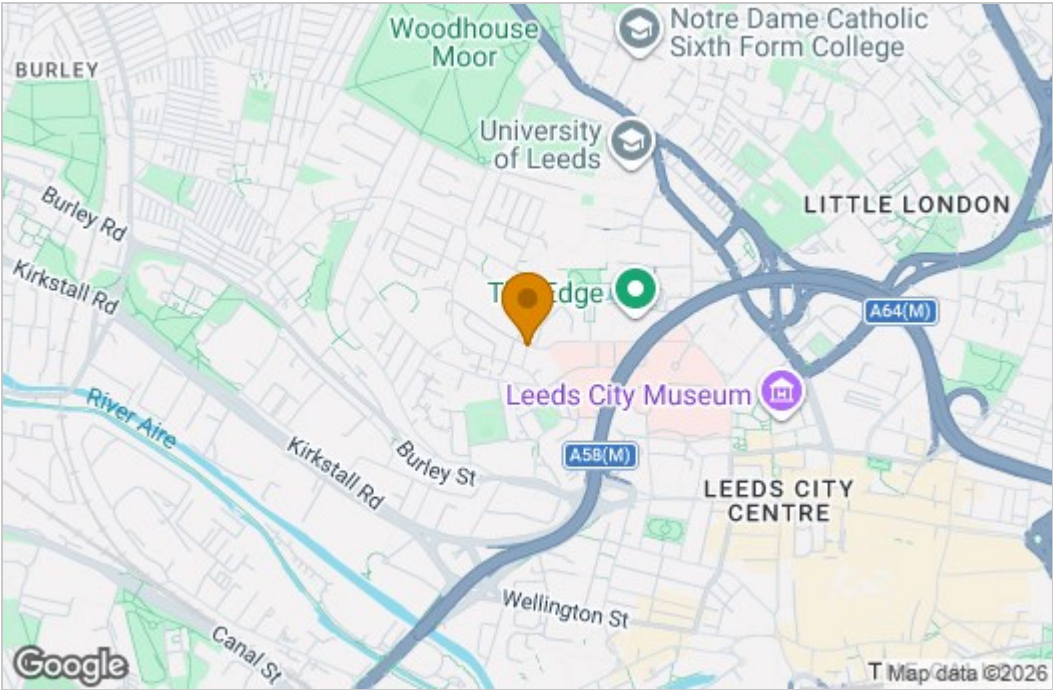 Woodhouse
Moor
Notre Dame Catholic
Sixth Form College
BURLEY
University
of Leeds
LITTLE LONDON
Burley Rd
Kirkstall Rd
Edge
A64(M)
Leeds City Museum
River Aire
Kirkstall Rd
Burley St
A58(M)
LEEDS CITY
CENTRE
Wellington St
Canal St
Google
Map data ©2026